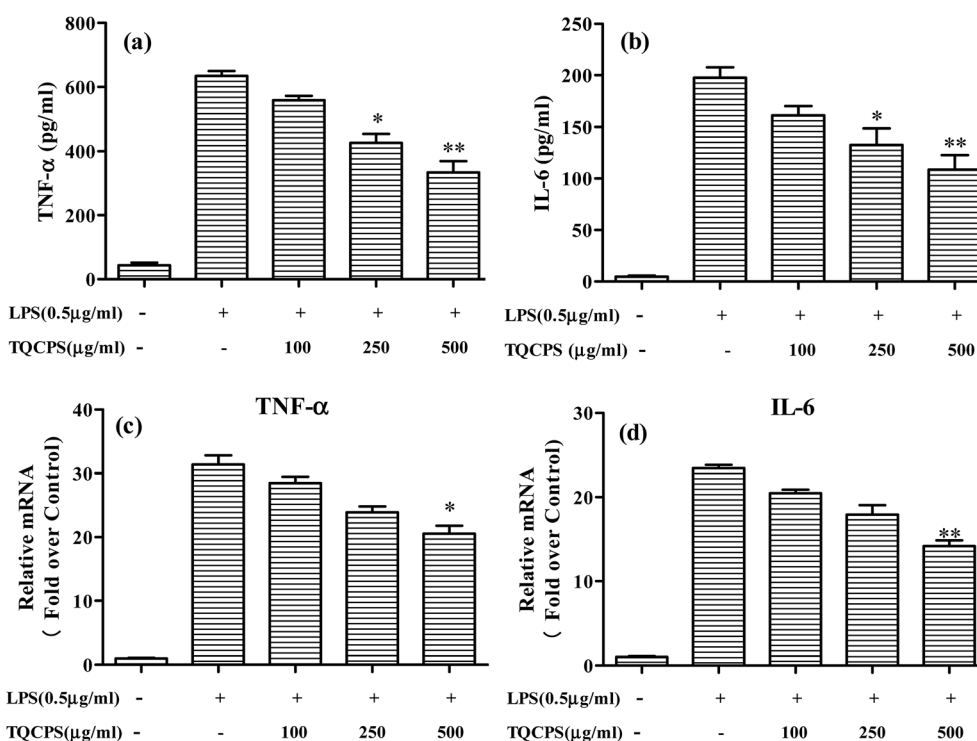 (a)
TNF-α (pg/ml)
800
600
400
200
0
*
**
LPS(0.5μg/ml) - + + + +
TQCPS(μg/ml) - - 100 250 500
(b)
IL-6 (pg/ml)
250
200
150
100
50
0
*
**
LPS(0.5μg/ml) - + + + +
TQCPS (μg/ml) - - 100 250 500
(c)
TNF-α
Relative mRNA
( Fold over Control)
40
30
20
10
0
*
LPS(0.5μg/ml) - + + + +
TQCPS(μg/ml) - - 100 250 500
(d)
IL-6
Relative mRNA
( Fold over Control)
30
20
10
0
**
LPS(0.5μg/ml) - + + + +
TQCPS(μg/ml) - - 100 250 500